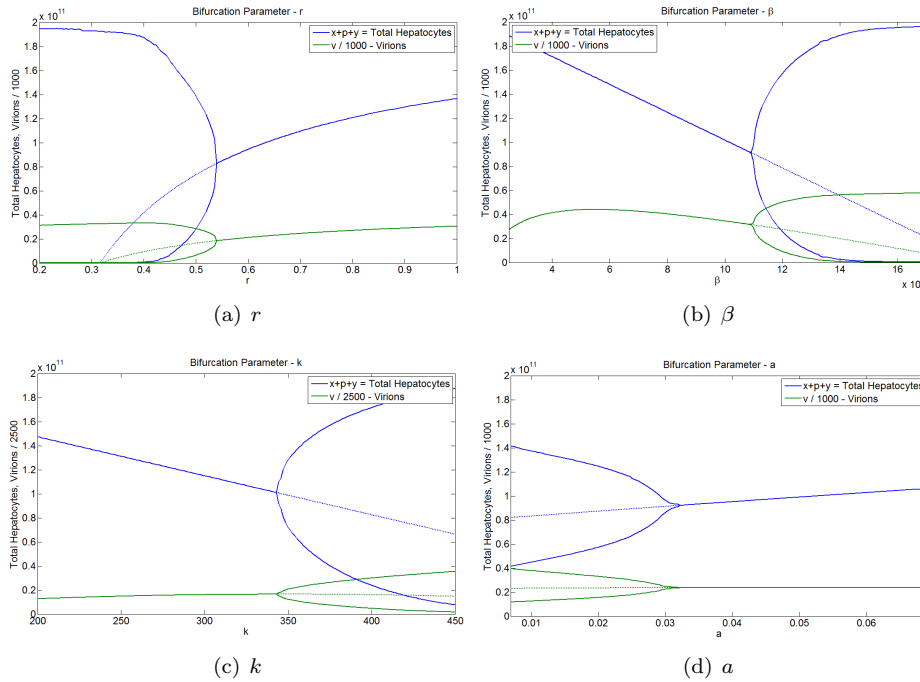 Bifurcation Parameter - r
x 10^11
2
1.8
1.6
1.4
1.2
1
0.8
0.6
0.4
0.2
0
Total Hepatocytes, Virions / 1000
x+p+y = Total Hepatocytes
v / 1000 - Virions
0.2 0.3 0.4 0.5 0.6 0.7 0.8 0.9 1
r
(a) r
Bifurcation Parameter - β
x 10^11
2
1.8
1.6
1.4
1.2
1
0.8
0.6
0.4
0.2
0
Total Hepatocytes, Virions / 1000
x+p+y = Total Hepatocytes
v / 1000 - Virions
4 6 8 10 12 14 16
x 10
β
(b) β
Bifurcation Parameter - k
x 10^11
2
1.8
1.6
1.4
1.2
1
0.8
0.6
0.4
0.2
0
Total Hepatocytes, Virions / 2500
x+p+y = Total Hepatocytes
v / 2500 - Virions
200 250 300 350 400 450
k
(c) k
Bifurcation Parameter - a
x 10^11
2
1.8
1.6
1.4
1.2
1
0.8
0.6
0.4
0.2
0
Total Hepatocytes, Virions / 1000
x+p+y = Total Hepatocytes
v / 1000 - Virions
0.01 0.02 0.03 0.04 0.05 0.06
a
(d) a